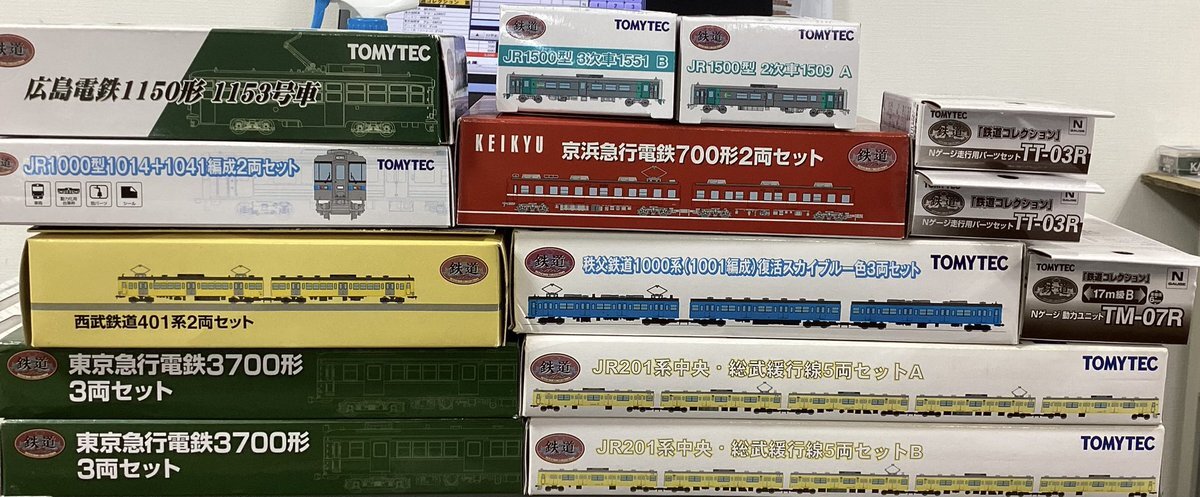 鉄道
TOMYTEC
広島電鉄1150形 1153号車
鉄道
TOMYTEC
JR1500型 3次車1551 B
鉄道
TOMYTEC
JR1500型 2次車1509 A
鉄道
JR1000型1014+1041編成2両セット
TOMYTEC
シール
KEIKYU
京浜急行電鉄700形2両セット
鉄道
TOMYTEC
鉄道
『鉄道コレクション』
N
GAUGE
Nゲージ走行用パーツセット TT-03R
TOMYTEC
鉄道
『鉄道コレクション』
N
Nゲージ走行用パーツセット TT-03R
鉄道
西武鉄道401系2両セット
鉄道
秩父鉄道1000系(1001編成)復活スカイブルー色3両セット
TOMYTEC
TOMYTEC
鉄道
『鉄道コレクション』
17m級B
N
GAUGE
Nゲージ 動力ユニット TM-07R
鉄道
東京急行電鉄3700形
3両セット
鉄道
JR201系中央・総武緩行線5両セットA
TOMYTEC
鉄道
東京急行電鉄3700形
3両セット
鉄道
JR201系中央・総武緩行線5両セットB
TOMYTEC